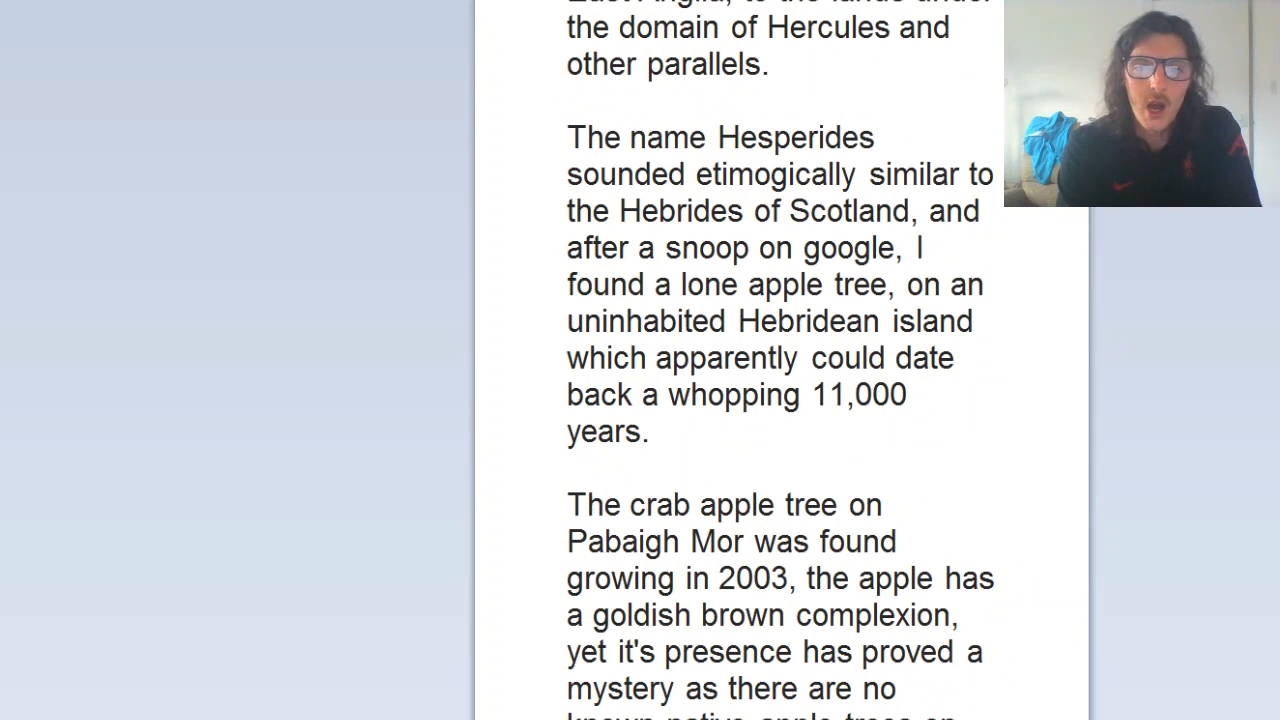 the domain of Hercules and
other parallels.
The name Hesperides
sounded etimogically similar to
the Hebrides of Scotland, and
after a snoop on google, I
found a lone apple tree, on an
uninhabited Hebridean island
which apparently could date
back a whopping 11,000
years.
The crab apple tree on
Pabaigh Mor was found
growing in 2003, the apple has
a goldish brown complexion,
yet it's presence has proved a
mystery as there are no